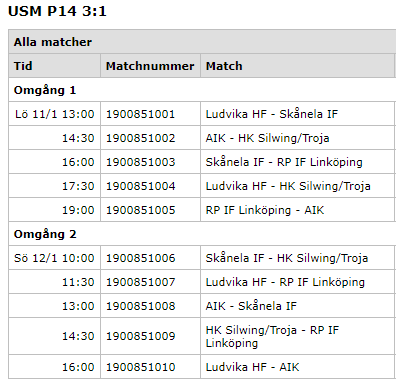 USM P14 3:1
Alla matcher
Tid Matchnummer Match
Omgång 1
Lö 11/1 13:00 1900851001 Ludvika HF - Skånela IF
14:30 1900851002 AIK - HK Silwing/Troja
16:00 1900851003 Skånela IF - RP IF Linköping
17:30 1900851004 Ludvika HF - HK Silwing/Troja
19:00 1900851005 RP IF Linköping - AIK
Omgång 2
Sö 12/1 10:00 1900851006 Skånela IF - HK Silwing/Troja
11:30 1900851007 Ludvika HF - RP IF Linköping
13:00 1900851008 AIK - Skånela IF
14:30 1900851009 HK Silwing/Troja - RP IF
Linköping
16:00 1900851010 Ludvika HF - AIK